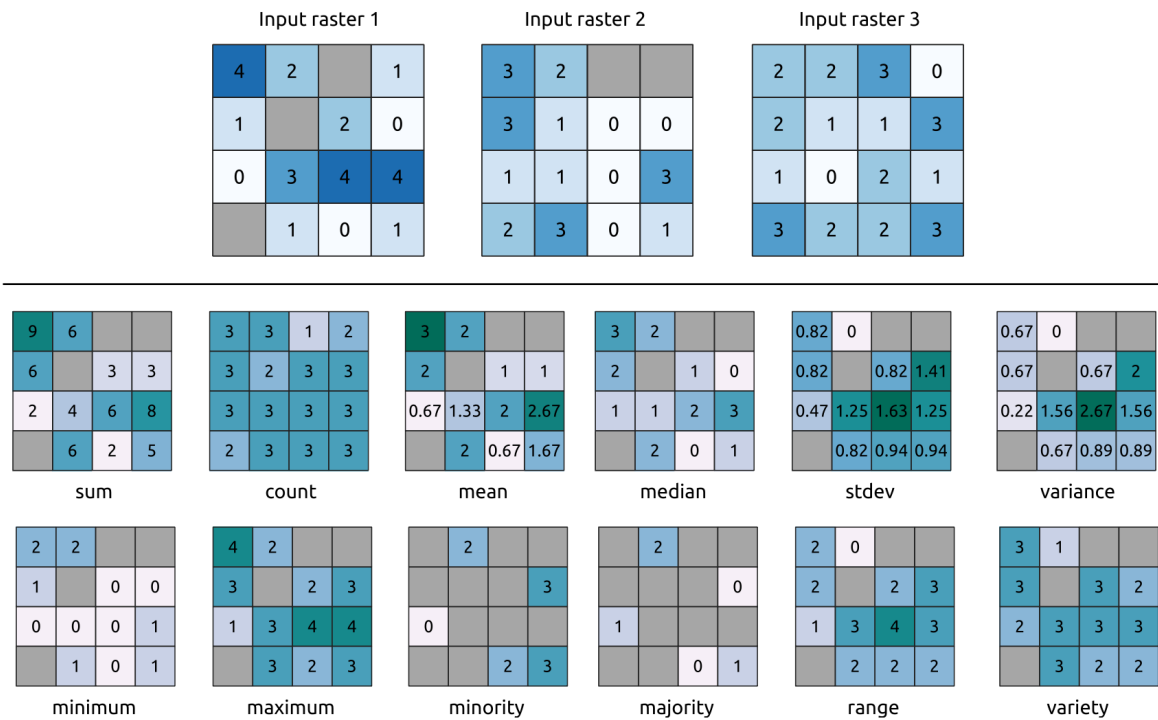 Input raster 1 Input raster 2 Input raster 3
4 2 1 3 2 2 2 3 0
1 2 0 3 1 0 0 2 1 1 3
0 3 4 4 1 1 0 3 1 0 2 1
1 0 1 2 3 0 1 3 2 2 3
9 6 3 3 1 2 3 2 3 2 0.82 0 0.67 0
6 3 3 3 2 3 3 2 1 1 2 1 0 0.82 0.82 1.41 0.67 0.67 2
2 4 6 8 3 3 3 3 0.67 1.33 2 2.67 1 1 2 3 0.47 1.25 1.63 1.25 0.22 1.56 2.67 1.56
6 2 5 2 3 3 3 2 0.67 1.67 2 0 1 0.82 0.94 0.94 0.67 0.89 0.89
sum count mean median stdev variance
2 2 4 2 2 2 2 0 3 1
1 0 0 3 2 3 3 0 2 2 3 3 3 2
0 0 0 1 1 3 4 4 0 1 1 3 4 3 2 3 3 3
1 0 1 3 2 3 2 3 0 1 2 2 2 3 2 2
minimum maximum minority majority range variety